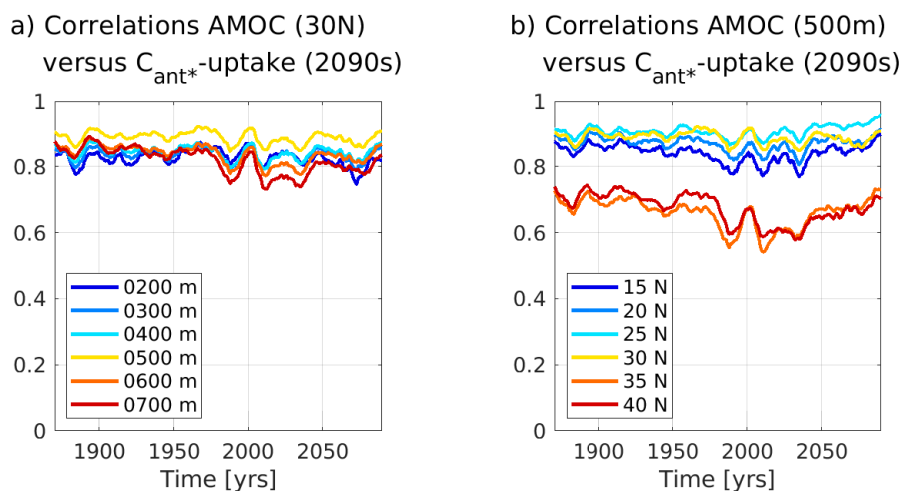 a) Correlations AMOC (30N)
versus C_ant*-uptake (2090s)
1
0.8
0.6
0.4
0.2
0
0200 m
0300 m
0400 m
0500 m
0600 m
0700 m
1900 1950 2000 2050
Time [yrs]
b) Correlations AMOC (500m)
versus C_ant*-uptake (2090s)
1
0.8
0.6
0.4
0.2
0
15 N
20 N
25 N
30 N
35 N
40 N
1900 1950 2000 2050
Time [yrs]